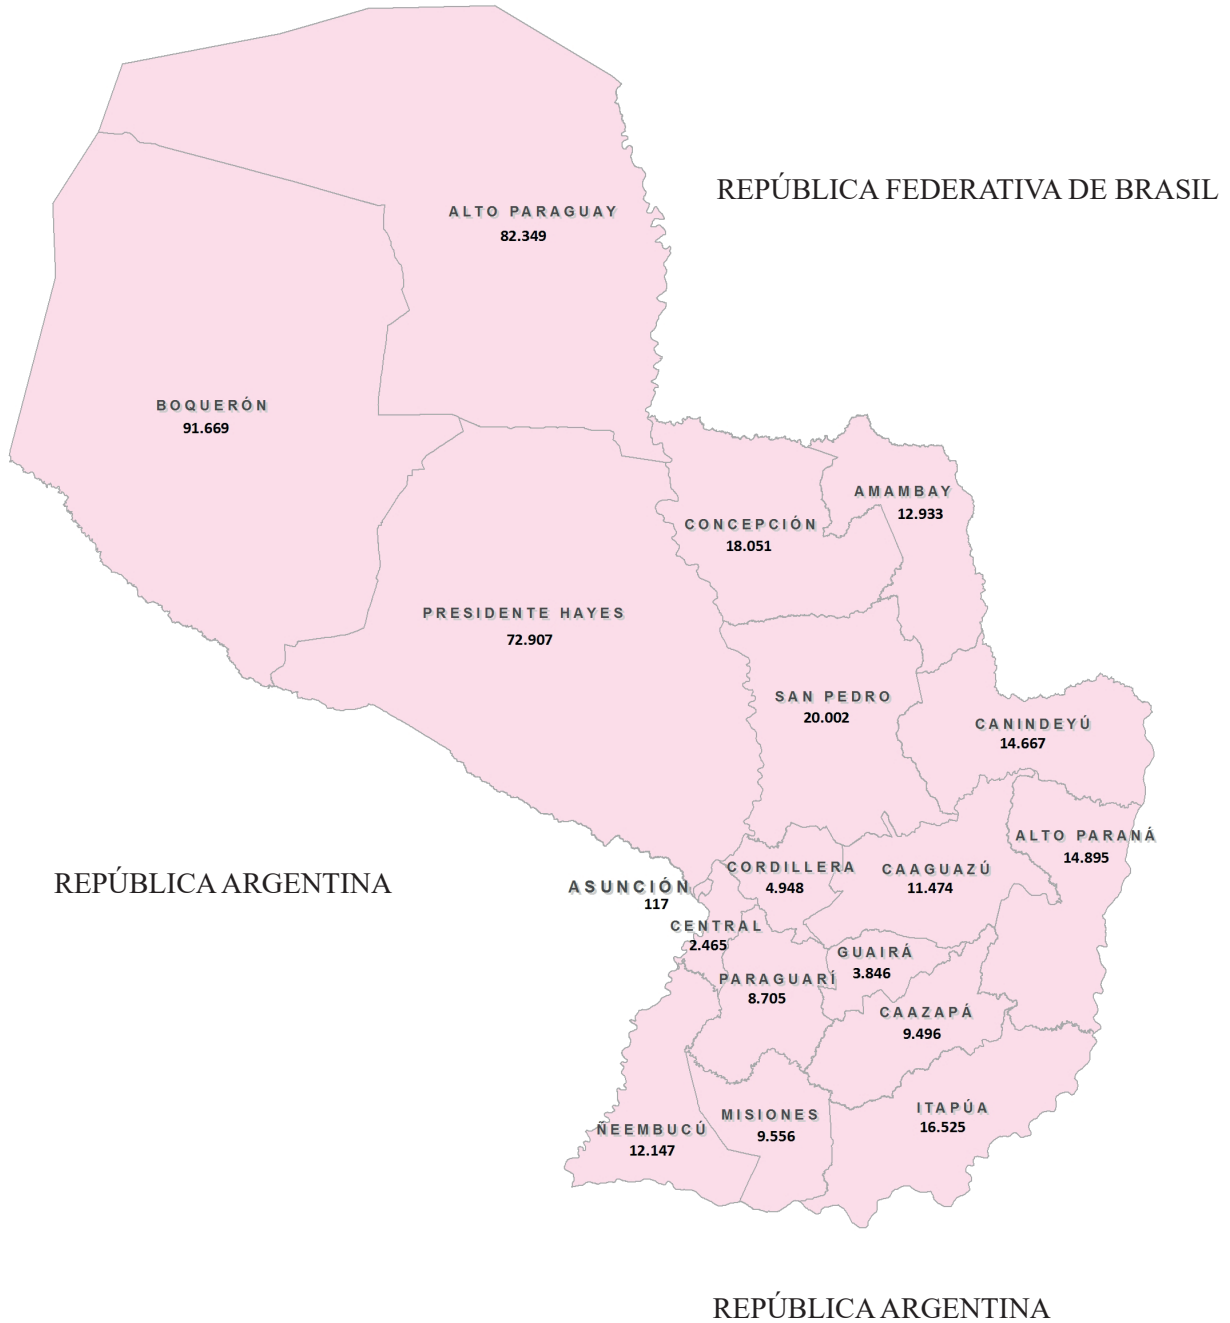 REPÚBLICA FEDERATIVA DE BRASIL
ALTO PARAGUAY
82.349
BOQUERÓN
91.669
AMAMBAY
12.933
CONCEPCIÓN
18.051
PRESIDENTE HAYES
72.907
SAN PEDRO
20.002
CANINDEYÚ
14.667
ALTO PARANÁ
14.895
CORDILLERA
4.948
CAAGUAZÚ
11.474
REPÚBLICA ARGENTINA
ASUNCIÓN
117
CENTRAL
2.465
GUAIRÁ
3.846
PARAGUARÍ
8.705
CAAZAPÁ
9.496
ITAPÚA
16.525
MISIONES
9.556
ÑEEMBUCÚ
12.147
REPÚBLICA ARGENTINA